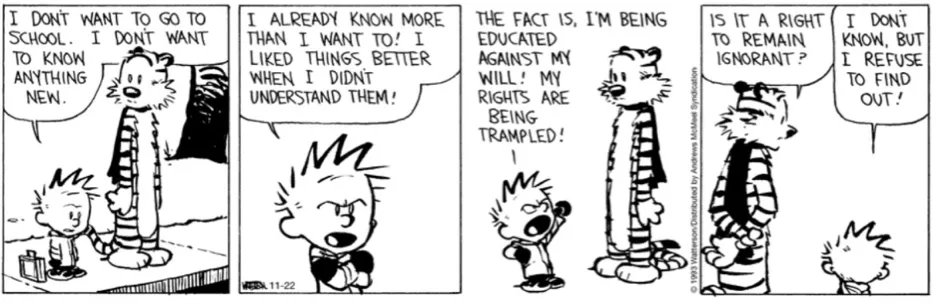 I DON'T WANT TO GO TO
SCHOOL. I DON'T WANT
TO KNOW
ANYTHING
NEW.
I ALREADY KNOW MORE
THAN I WANT TO! I
LIKED THINGS BETTER
WHEN I DIDN'T
UNDERSTAND THEM!
11-22
THE FACT IS, I'M BEING
EDUCATED
AGAINST MY
WILL! MY
RIGHTS ARE
BEING
TRAMPLED!
IS IT A RIGHT
TO REMAIN
IGNORANT?
I DON'T
KNOW, BUT
I REFUSE
TO FIND
OUT!
© 1993 Watterson/Distributed by Andrews McMeel Syndication